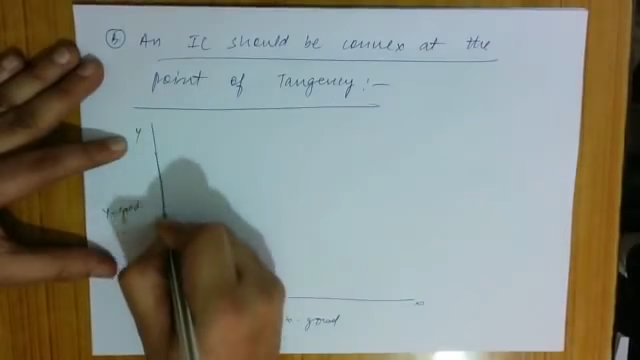 (b) An IC should be convex at the
point of Tangency :-
Y
Y-good
good